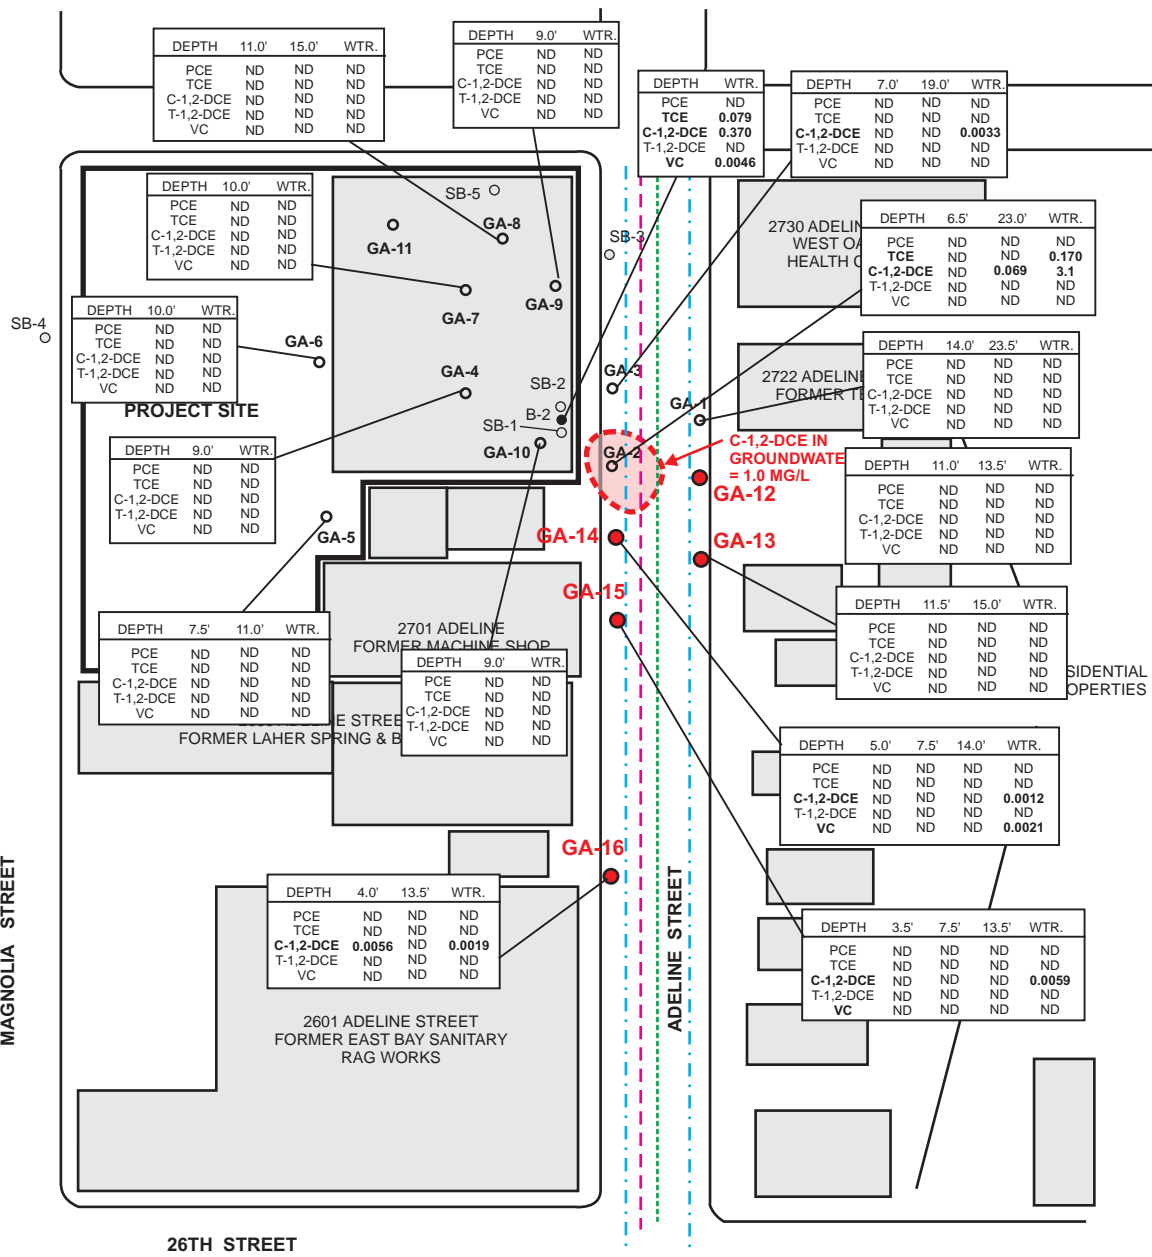 DEPTH 11.0' 15.0' WTR.
PCE ND ND ND
TCE ND ND ND
C-1,2-DCE ND ND ND
T-1,2-DCE ND ND ND
VC ND ND ND
DEPTH 9.0' WTR.
PCE ND ND
TCE ND ND
C-1,2-DCE ND ND
T-1,2-DCE ND ND
VC ND ND
DEPTH WTR.
PCE ND
TCE 0.079
C-1,2-DCE 0.370
T-1,2-DCE ND
VC 0.0046
DEPTH 7.0' 19.0' WTR.
PCE ND ND ND
TCE ND ND ND
C-1,2-DCE ND ND 0.0033
T-1,2-DCE ND ND ND
VC ND ND ND
DEPTH 10.0' WTR.
PCE ND ND
TCE ND ND
C-1,2-DCE ND ND
T-1,2-DCE ND ND
VC ND ND
SB-5
GA-8
GA-11
SB-3
2730 ADELIN
WEST OA
HEALTH C
DEPTH 6.5' 23.0' WTR.
PCE ND ND ND
TCE ND ND 0.170
C-1,2-DCE ND 0.069 3.1
T-1,2-DCE ND ND ND
VC ND ND ND
GA-9
GA-7
SB-4
DEPTH 10.0' WTR.
PCE ND ND
TCE ND ND
C-1,2-DCE ND ND
T-1,2-DCE ND ND
VC ND ND
GA-6
GA-4
GA-3
SB-2
B-2
SB-1
GA-10
GA-1
GA-2
2722 ADELINE
FORMER TE
DEPTH 14.0' 23.5' WTR.
PCE ND ND ND
TCE ND ND ND
C-1,2-DCE ND ND ND
T-1,2-DCE ND ND ND
VC ND ND ND
PROJECT SITE
C-1,2-DCE IN
GROUNDWATE
= 1.0 MG/L
GA-12
DEPTH 9.0' WTR.
PCE ND ND
TCE ND ND
C-1,2-DCE ND ND
T-1,2-DCE ND ND
VC ND ND
DEPTH 11.0' 13.5' WTR.
PCE ND ND ND
TCE ND ND ND
C-1,2-DCE ND ND ND
T-1,2-DCE ND ND ND
VC ND ND ND
GA-5
GA-14
GA-13
GA-15
DEPTH 11.5' 15.0' WTR.
PCE ND ND ND
TCE ND ND ND
C-1,2-DCE ND ND ND
T-1,2-DCE ND ND ND
VC ND ND ND
SIDENTIAL
OPERTIES
2701 ADELINE
FORMER MACHINE SHOP
DEPTH 7.5' 11.0' WTR.
PCE ND ND ND
TCE ND ND ND
C-1,2-DCE ND ND ND
T-1,2-DCE ND ND ND
VC ND ND ND
DEPTH 9.0' WTR.
PCE ND ND
TCE ND ND
C-1,2-DCE ND ND
T-1,2-DCE ND ND
VC ND ND
E STREE
FORMER LAHER SPRING & B
DEPTH 5.0' 7.5' 14.0' WTR.
PCE ND ND ND ND
TCE ND ND ND ND
C-1,2-DCE ND ND ND 0.0012
T-1,2-DCE ND ND ND ND
VC ND ND ND 0.0021
GA-16
DEPTH 4.0' 13.5' WTR.
PCE ND ND ND
TCE ND ND ND
C-1,2-DCE 0.0056 ND 0.0019
T-1,2-DCE ND ND ND
VC ND ND ND
DEPTH 3.5' 7.5' 13.5' WTR.
PCE ND ND ND ND
TCE ND ND ND ND
C-1,2-DCE ND ND ND 0.0059
T-1,2-DCE ND ND ND ND
VC ND ND ND ND
MAGNOLIA STREET
ADELINE STREET
2601 ADELINE STREET
FORMER EAST BAY SANITARY
RAG WORKS
26TH STREET